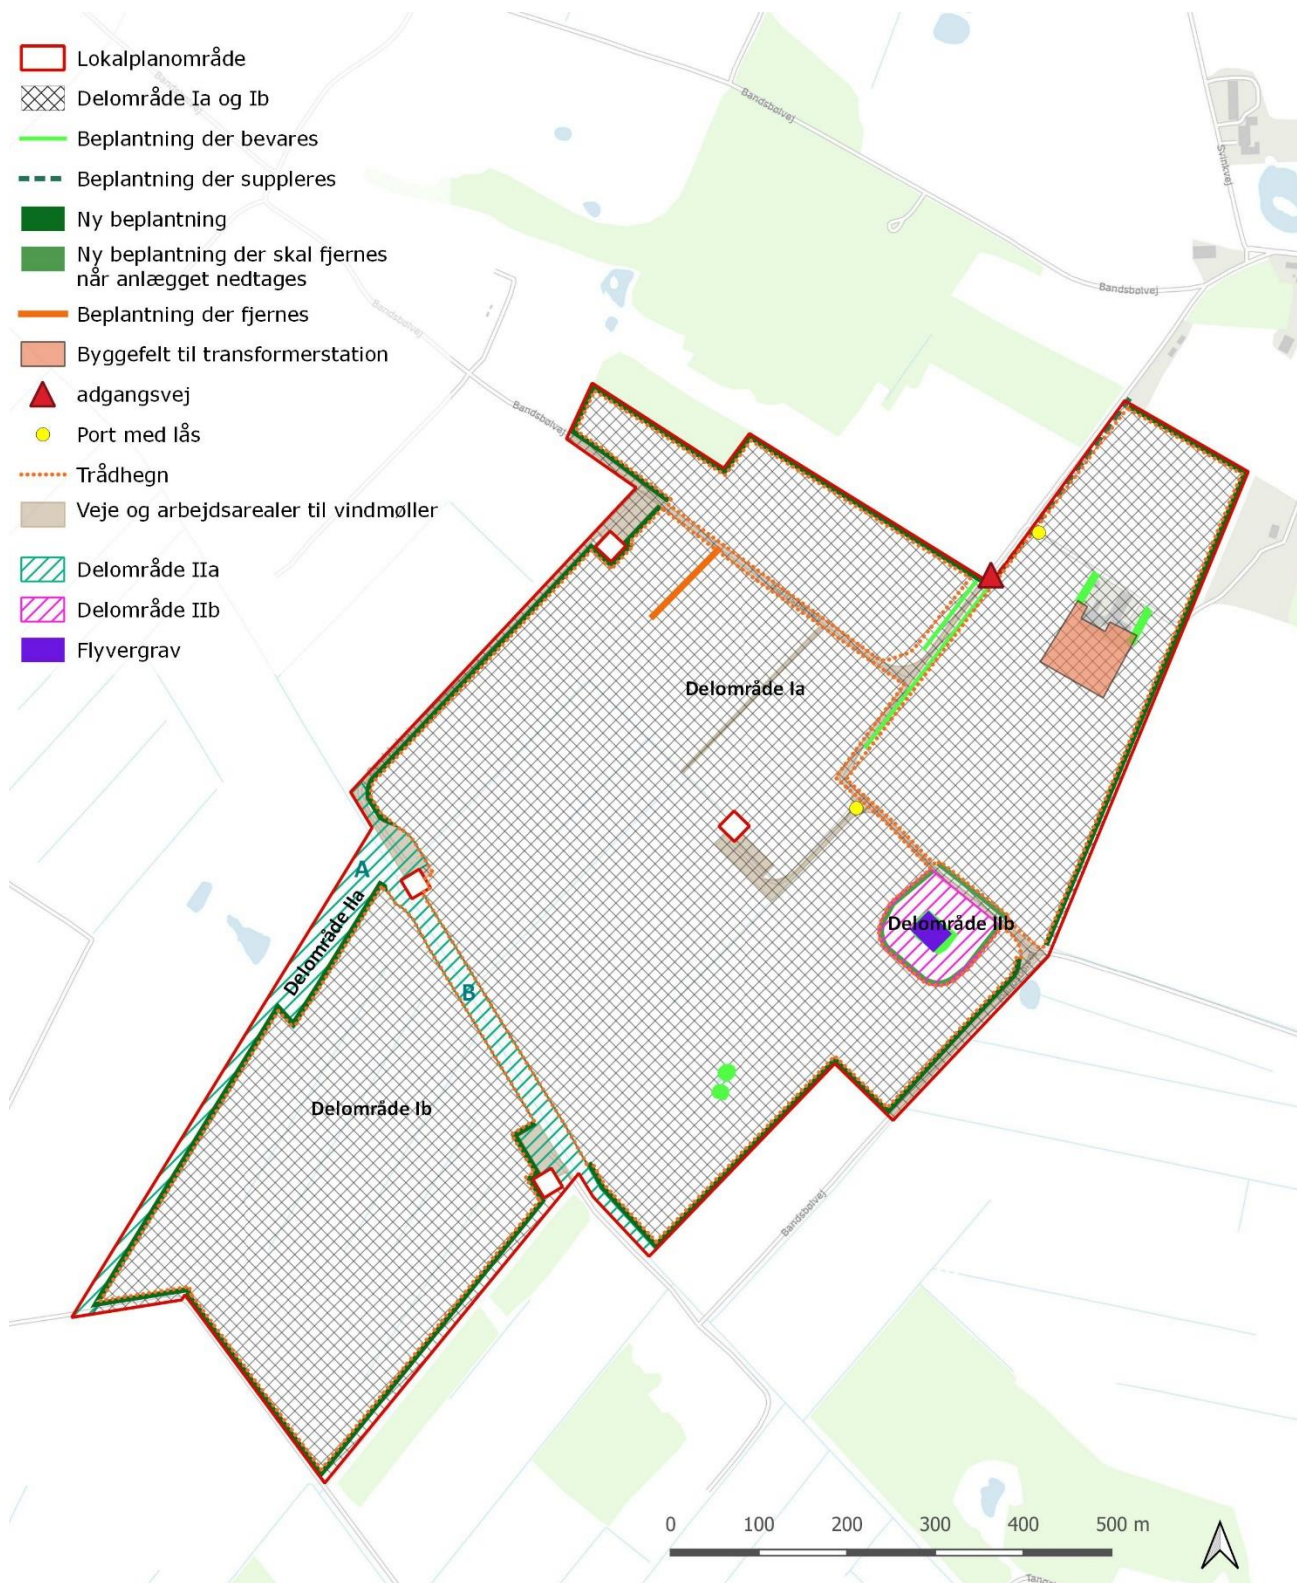 Lokalplanområde
Delområde Ia og Ib
Beplantning der bevares
Beplantning der suppleres
Ny beplantning
Ny beplantning der skal fjernes
når anlægget nedtages
Beplantning der fjernes
Byggefelt til transformerstation
adgangsvej
Port med lås
Trådhegn
Veje og arbejdsarealer til vindmøller
Delområde IIa
Delområde IIb
Flyvergrav
Bandsbølvej
Bandsbølvej
Svinkvej
Bandsbølvej
Bandsbølvej
Bandsbølvej
Delområde Ia
A
Delområde IIa
Delområde IIb
B
Delområde Ib
Bandsbølvej
0 100 200 300 400 500 m